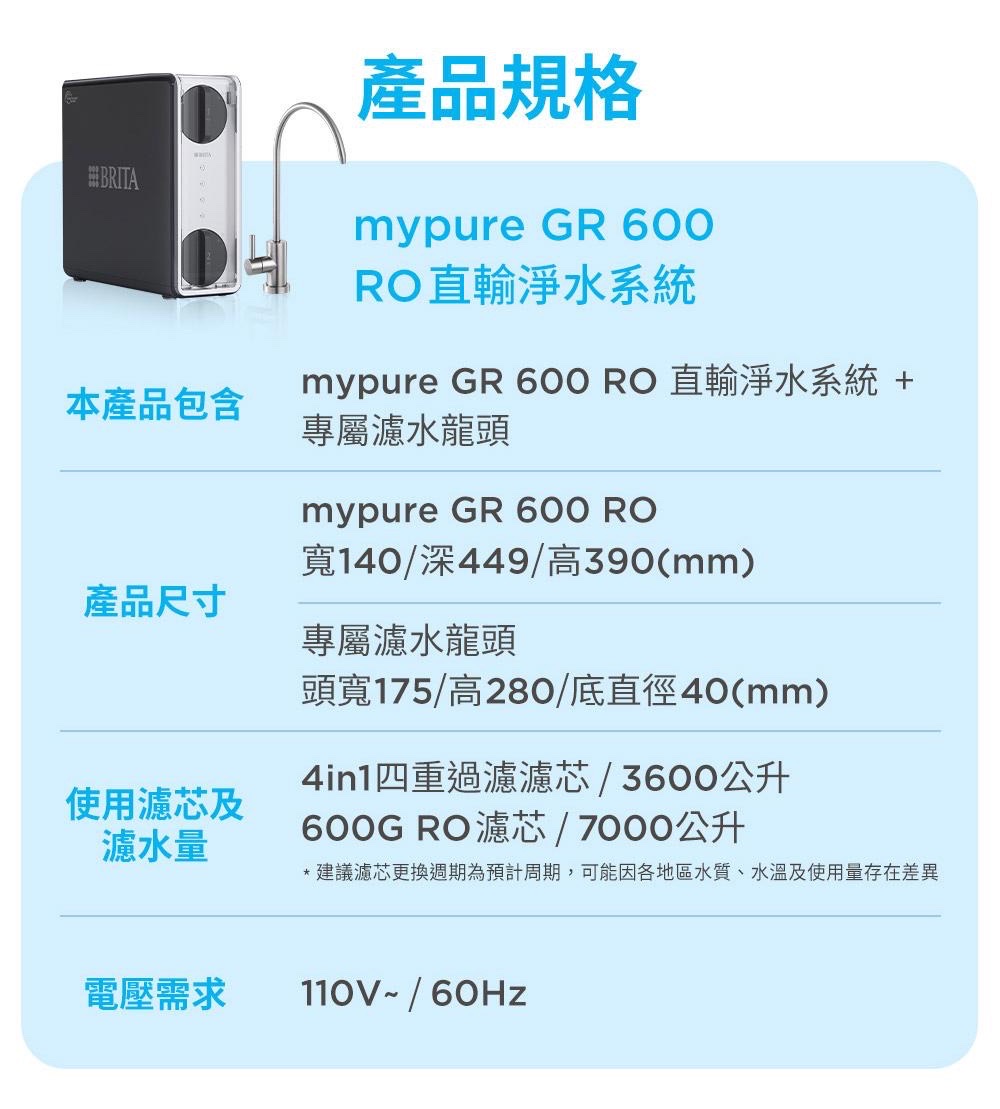 產品規格
BRITA
BRITA
2
mypure GR 600
RO直輸淨水系統
本產品包含
mypure GR 600 RO 直輸淨水系統 +
專屬濾水龍頭
產品尺寸
mypure GR 600 RO
寬140/深449/高390(mm)
專屬濾水龍頭
頭寬175/高280/底直徑40(mm)
使用濾芯及
濾水量
4in1四重過濾濾芯 / 3600公升
600G RO濾芯 / 7000公升
* 建議濾芯更換週期為預計周期，可能因各地區水質、水溫及使用量存在差異
電壓需求
110V~ / 60Hz